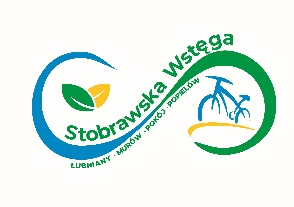 Stobrawska Wstęga
ŁUBNIANY - MURÓW - POKÓJ - POPIELÓW